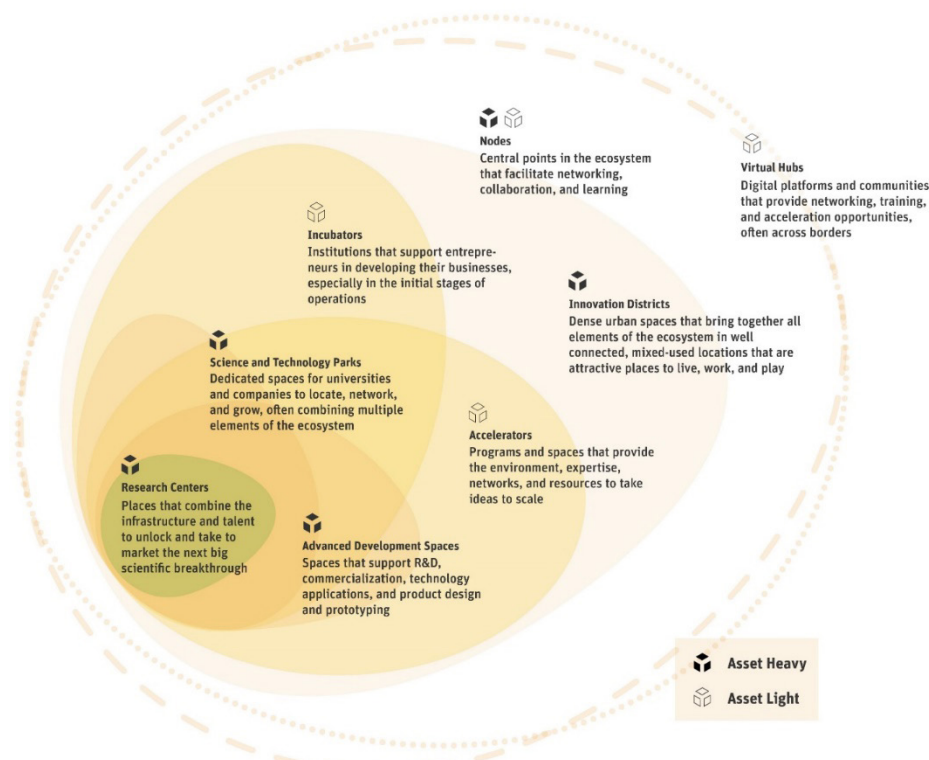 Nodes
Central points in the ecosystem
that facilitate networking,
collaboration, and learning
Virtual Hubs
Digital platforms and communities
that provide networking, training,
and acceleration opportunities,
often across borders
Incubators
Institutions that support entrepre-
neurs in developing their businesses,
especially in the initial stages of
operations
Innovation Districts
Dense urban spaces that bring together all
elements of the ecosystem in well
connected, mixed-used locations that are
attractive places to live, work, and play
Science and Technology Parks
Dedicated spaces for universities
and companies to locate, network,
and grow, often combining multiple
elements of the ecosystem
Accelerators
Programs and spaces that provide
the environment, expertise,
networks, and resources to take
ideas to scale
Research Centers
Places that combine the
infrastructure and talent
to unlock and take to
market the next big
scientific breakthrough
Advanced Development Spaces
Spaces that support R&D,
commercialization, technology
applications, and product design
and prototyping
Asset Heavy
Asset Light